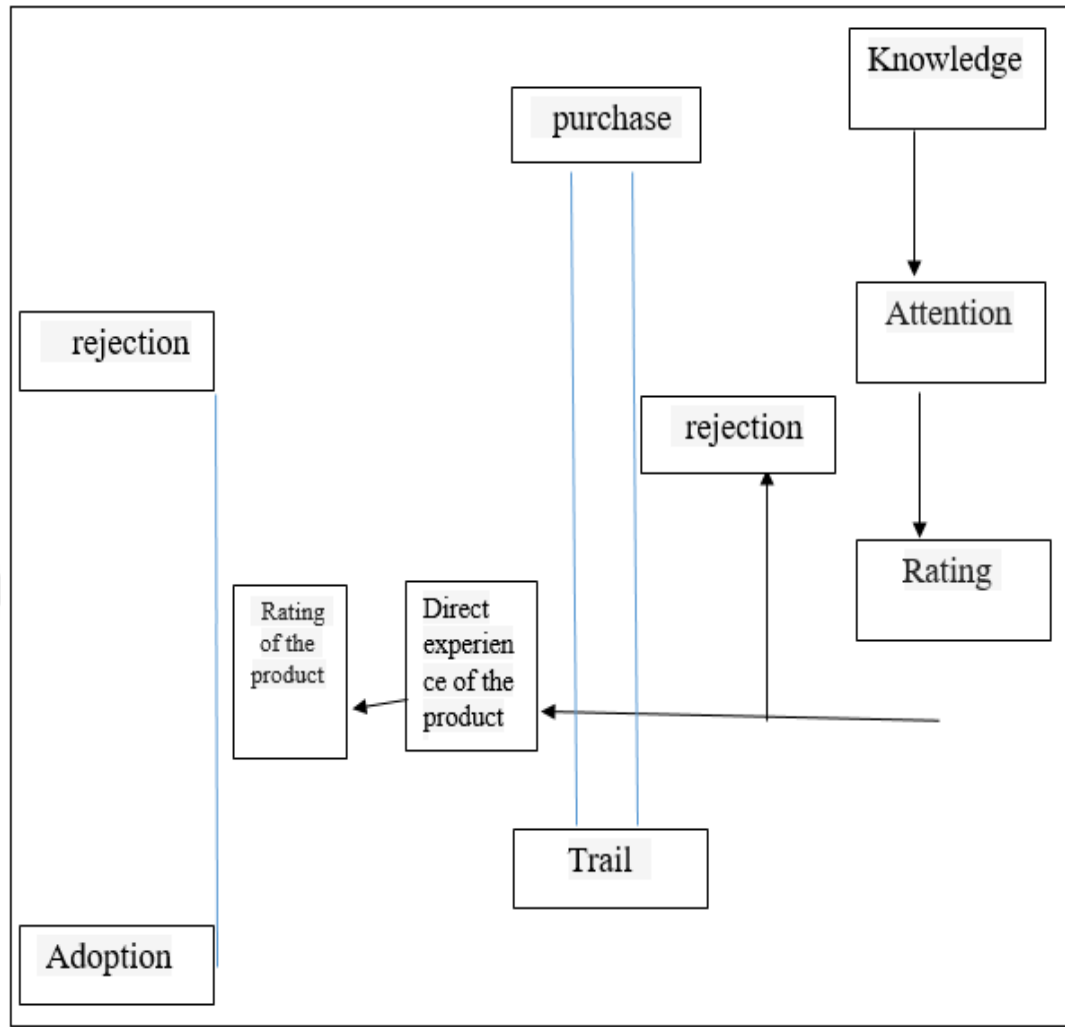 Knowledge
purchase
Attention
rejection
rejection
Rating
Rating
of the
product
Direct
experien
ce of the
product
Trail
Adoption